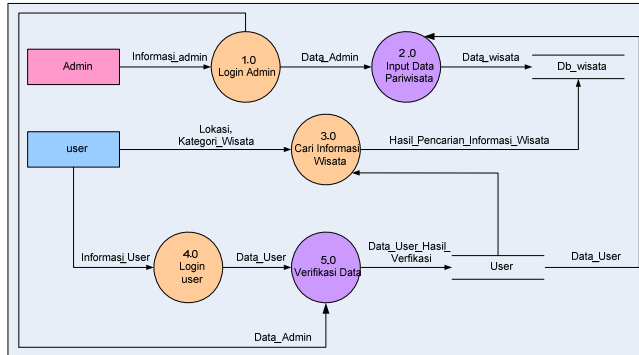 Admin
Informasi_admin
1.0
Login Admin
Data_Admin
2.0
Input Data
Pariwisata
Data_wisata
Db_wisata
user
Lokasi,
Kategori_Wisata
3.0
Cari Informasi
Wisata
Hasil_Pencarian_Informasi_Wisata
Informasi_User
4.0
Login
user
Data_User
5.0
Verifikasi Data
Data_User_Hasil_
Verfikasi
User
Data_User
Data_Admin